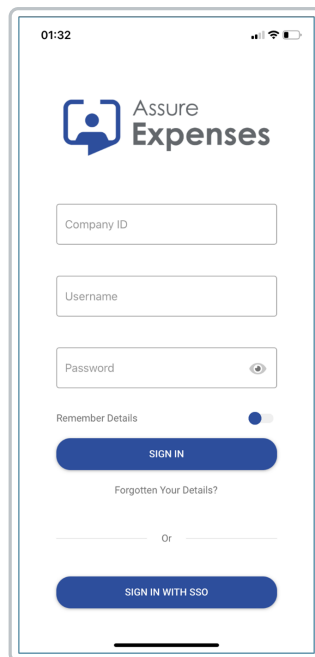 01:32
Assure
Expenses
Company ID
Username
Password
Remember Details
SIGN IN
Forgotten Your Details?
Or
SIGN IN WITH SSO